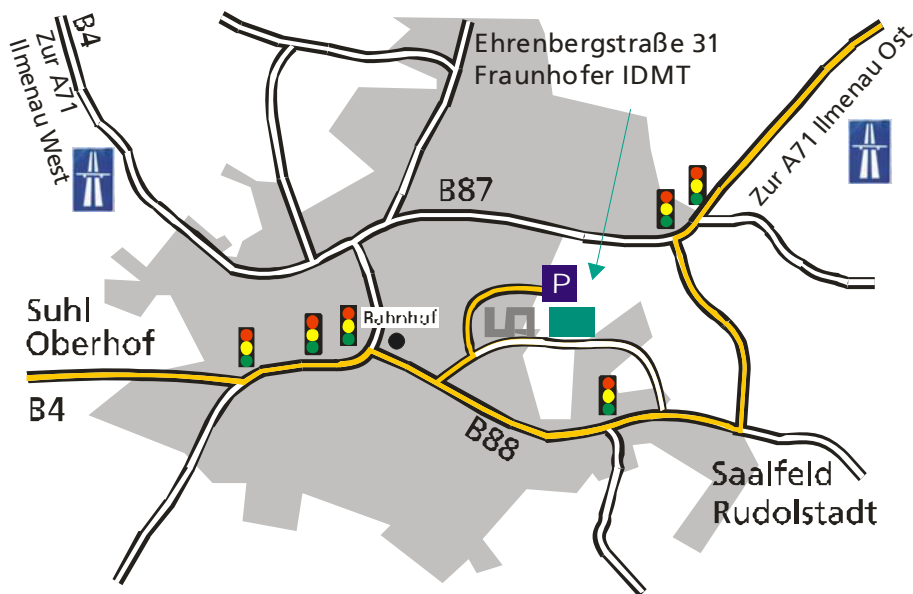 B4
Zur A71
Ilmenau West
Ehrenbergstraße 31
Fraunhofer IDMT
Zur A71 Ilmenau Ost
B87
P
Suhl
Oberhof
Bahnhof
B4
B88
Saalfeld
Rudolstadt